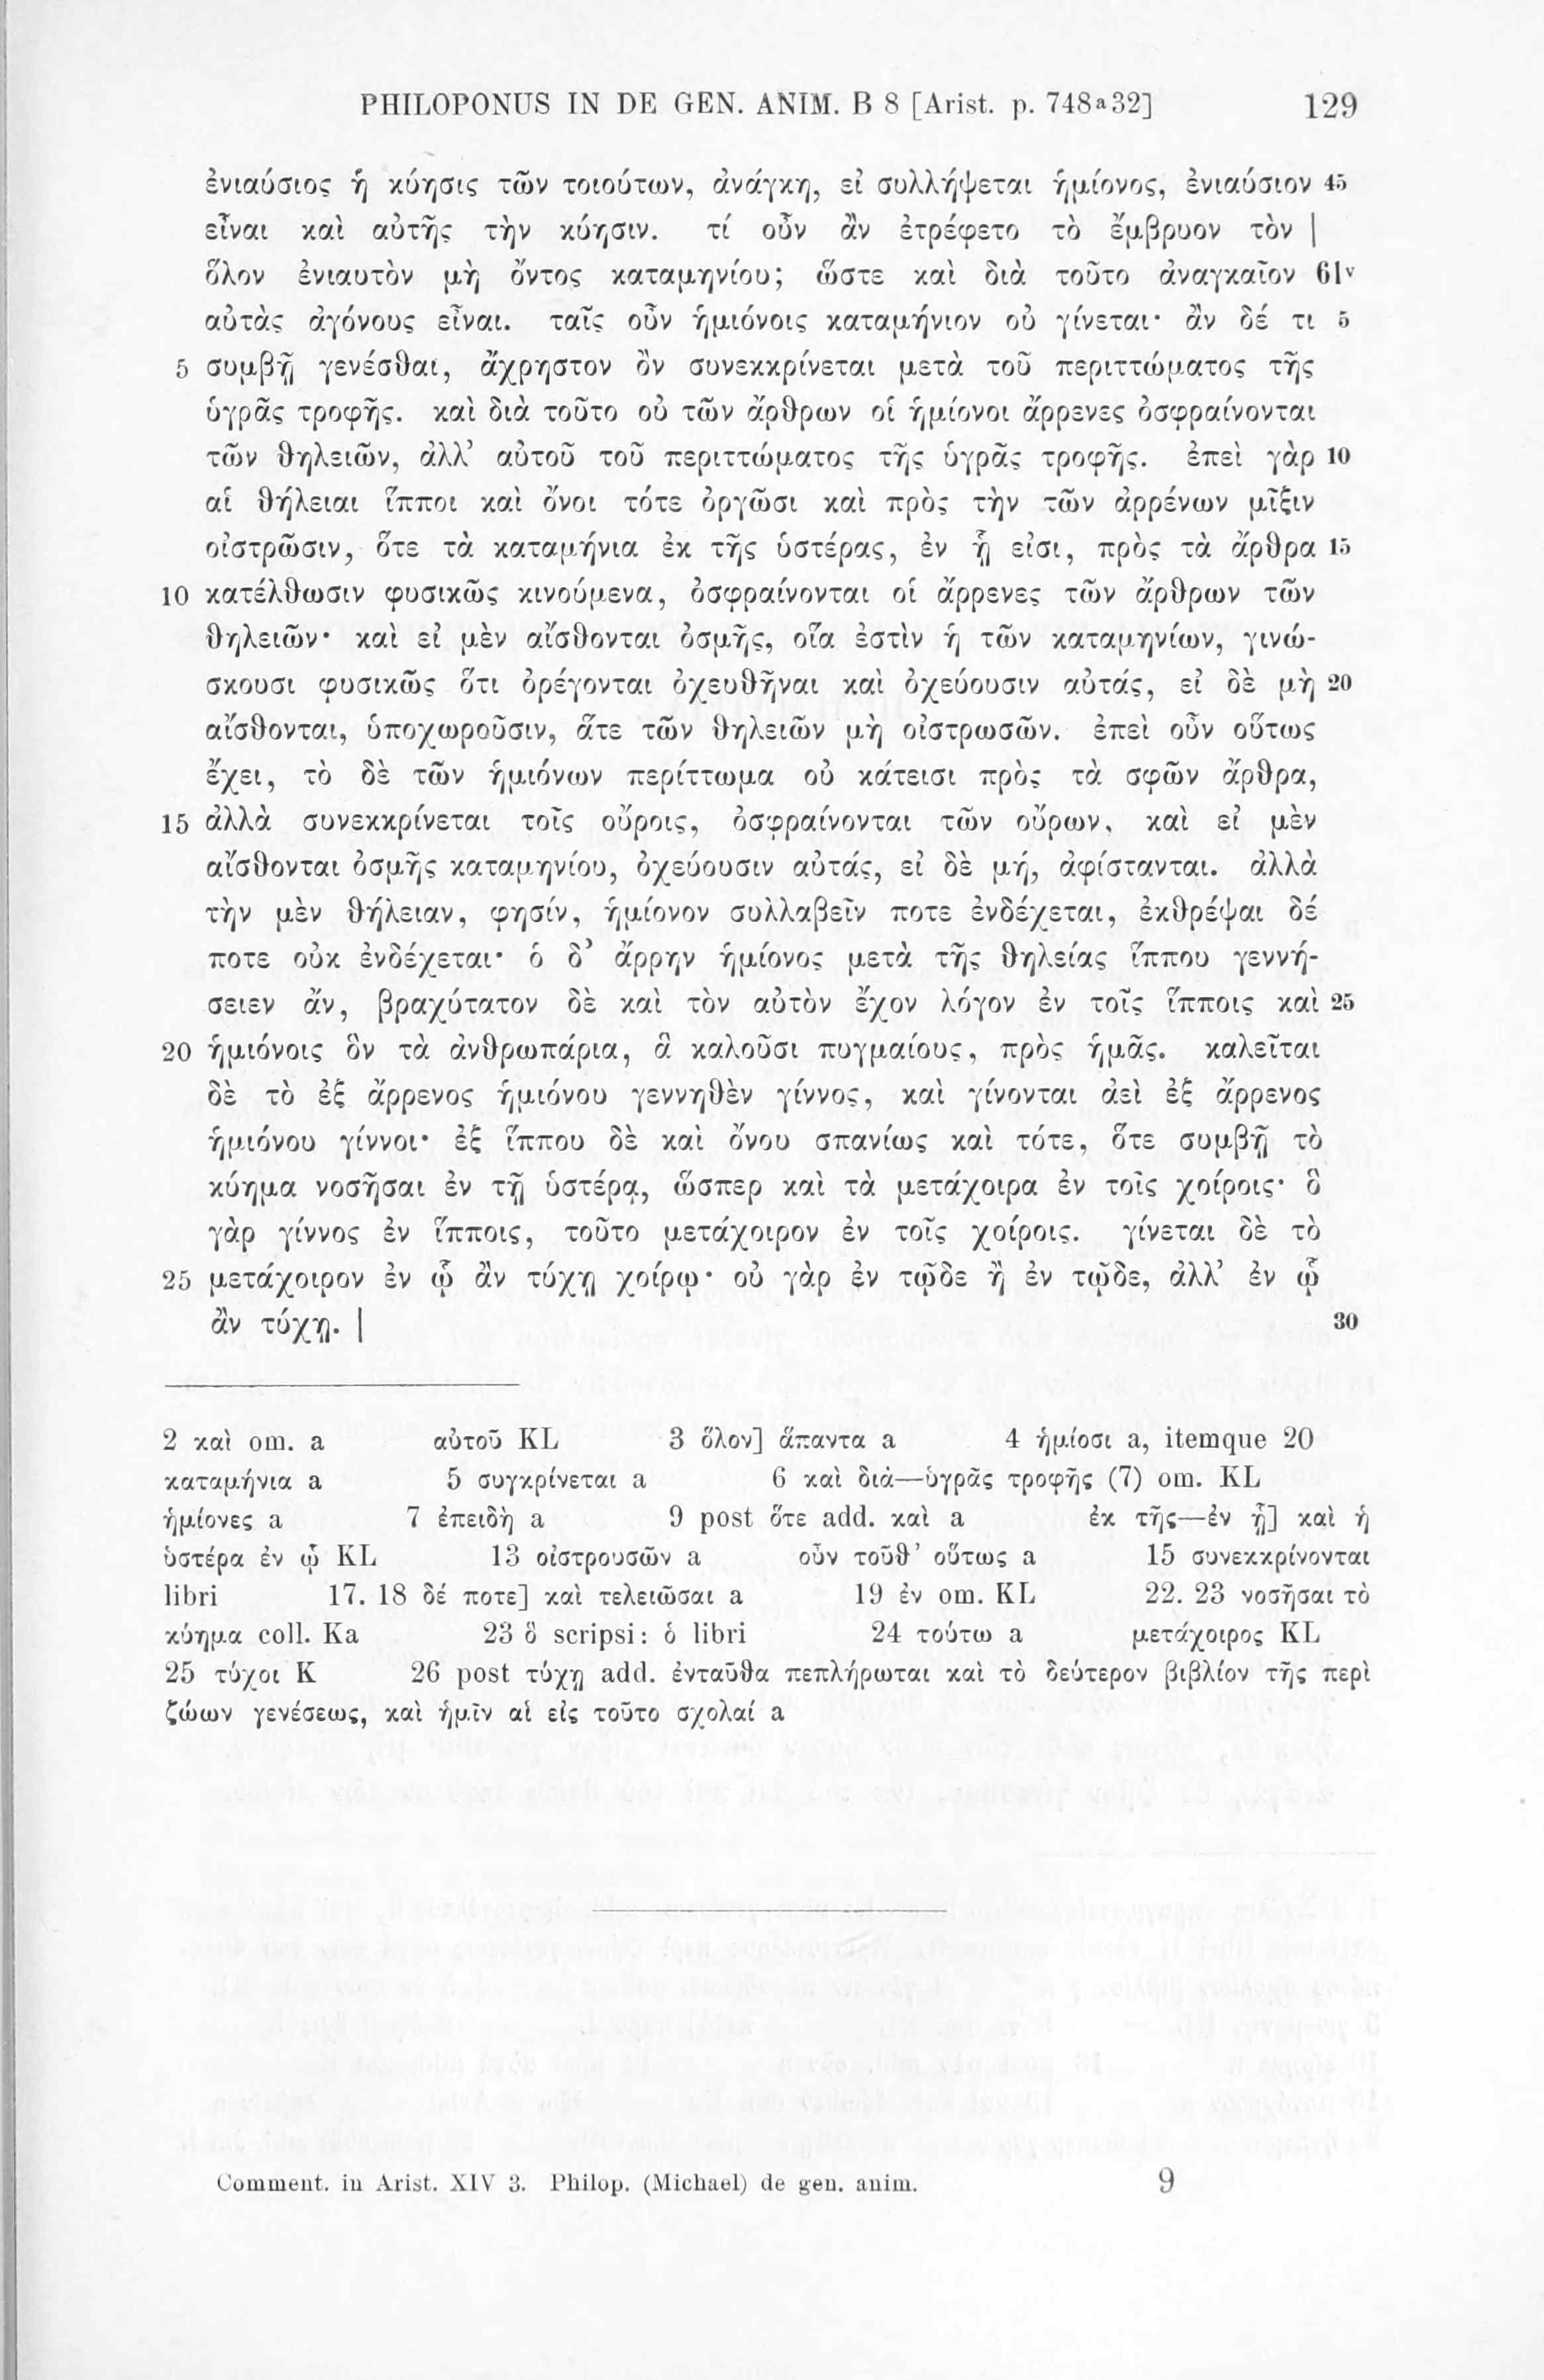 PHILOPONUS IN DE GEN. ANIM. B 8 [Arist. p. 748ª32] 129
ἐνιαύσιος ἡ κύησις τῶν τοιούτων, ἀνάγκη, εἰ συλλήψεται ἡμίονος, ἐνιαύσιον 45
εἶναι καὶ αὐτῆς τὴν κύησιν. τί οὖν ἂν ἐτρέφετο τὸ ἔμβρυον τὸν |
ὅλον ἐνιαυτὸν μὴ ὄντος καταμηνίου; ὥστε καὶ διὰ τοῦτο ἀναγκαῖον 61v
αὐτὰς ἀγόνους εἶναι. ταῖς οὖν ἡμιόνοις καταμήνιον οὐ γίνεται· ἂν δέ τι 5
5 συμβῇ γενέσθαι, ἄχρηστον ὂν συνεκκρίνεται μετὰ τοῦ περιττώματος τῆς
ὑγρᾶς τροφῆς. καὶ διὰ τοῦτο οὐ τῶν ἄρθρων οἱ ἡμίονοι ἄρρενες ὀσφραίνονται
τῶν θηλειῶν, ἀλλ’ αὐτοῦ τοῦ περιττώματος τῆς ὑγρᾶς τροφῆς. ἐπεὶ γὰρ 10
αἱ θήλειαι ἵπποι καὶ ὄνοι τότε ὀργῶσι καὶ πρὸς τὴν τῶν ἀρρένων μῖξιν
οἰστρῶσιν, ὅτε τὰ καταμήνια ἐκ τῆς ὑστέρας, ἐν ᾗ εἰσι, πρὸς τὰ ἄρθρα 15
10 κατέλθωσιν φυσικῶς κινούμενα, ὀσφραίνονται οἱ ἄρρενες τῶν ἄρθρων τῶν
θηλειῶν· καὶ εἰ μὲν αἴσθονται ὀσμῆς, οἵα ἐστὶν ἡ τῶν καταμηνίων, γινώ-
σκουσι φυσικῶς ὅτι ὀρέγονται ὀχευθῆναι καὶ ὀχεύουσιν αὐτάς, εἰ δὲ μὴ 20
αἴσθονται, ὑποχωροῦσιν, ἅτε τῶν θηλειῶν μὴ οἰστρωσῶν. ἐπεὶ οὖν οὕτως
ἔχει, τὸ δὲ τῶν ἡμιόνων περίττωμα οὐ κάτεισι πρὸς τὰ σφῶν ἄρθρα,
15 ἀλλὰ συνεκκρίνεται τοῖς οὔροις, ὀσφραίνονται τῶν οὔρων, καὶ εἰ μὲν
αἴσθονται ὀσμῆς καταμηνίου, ὀχεύουσιν αὐτάς, εἰ δὲ μή, ἀφίστανται. ἀλλὰ
τὴν μὲν θήλειαν, φησίν, ἡμίονον συλλαβεῖν ποτε ἐνδέχεται, ἐκθρέψαι δέ
ποτε οὐκ ἐνδέχεται· ὁ δ’ ἄρρην ἡμίονος μετὰ τῆς θηλείας ἵππου γεννή-
σειεν ἄν, βραχύτατον δὲ καὶ τὸν αὐτὸν ἔχον λόγον ἐν τοῖς ἵπποις καὶ 25
20 ἡμιόνοις ὃν τὰ ἀνθρωπάρια, ἃ καλοῦσι πυγμαίους, πρὸς ἡμᾶς. καλεῖται
δὲ τὸ ἐξ ἄρρενος ἡμιόνου γεννηθὲν γίννος, καὶ γίνονται ἀεὶ ἐξ ἄρρενος
ἡμιόνου γίννοι· ἐξ ἵππου δὲ καὶ ὄνου σπανίως καὶ τότε, ὅτε συμβῇ τὸ
κύημα νοσῆσαι ἐν τῇ ὑστέρᾳ, ὥσπερ καὶ τὰ μετάχοιρα ἐν τοῖς χοίροις· ὃ
γὰρ γίννος ἐν ἵπποις, τοῦτο μετάχοιρον ἐν τοῖς χοίροις. γίνεται δὲ τὸ
25 μετάχοιρον ἐν ᾧ ἂν τύχῃ χοίρῳ· οὐ γὰρ ἐν τῷδε ἢ ἐν τῷδε, ἀλλ’ ἐν ᾧ
ἂν τύχῃ. | 30
2 καὶ om. a αὐτοῦ KL 3 ὅλον] ἅπαντα a 4 ἡμίοσι a, itemque 20
καταμήνια a 5 συγκρίνεται a 6 καὶ διὰ—ὑγρᾶς τροφῆς (7) om. KL
ἡμίονες a 7 ἐπειδὴ a 9 post ὅτε add. καὶ a ἐκ τῆς—ἐν ᾗ] καὶ ἡ
ὑστέρα ἐν ᾧ KL 13 οἰστρουσῶν a οὖν τοῦθ’ οὕτως a 15 συνεκκρίνονται
libri 17. 18 δέ ποτε] καὶ τελειῶσαι a 19 ἐν om. KL 22. 23 νοσῆσαι τὸ
κύημα coll. Ka 23 ὃ scripsi: ὁ libri 24 τούτω a μετάχοιρος KL
25 τύχοι K 26 post τύχῃ add. ἐνταῦθα πεπλήρωται καὶ τὸ δεύτερον βιβλίον τῆς περὶ
ζώων γενέσεως, καὶ ἡμῖν αἱ εἰς τοῦτο σχολαί a
Comment. in Arist. XIV 3. Philop. (Michael) de gen. anim. 9